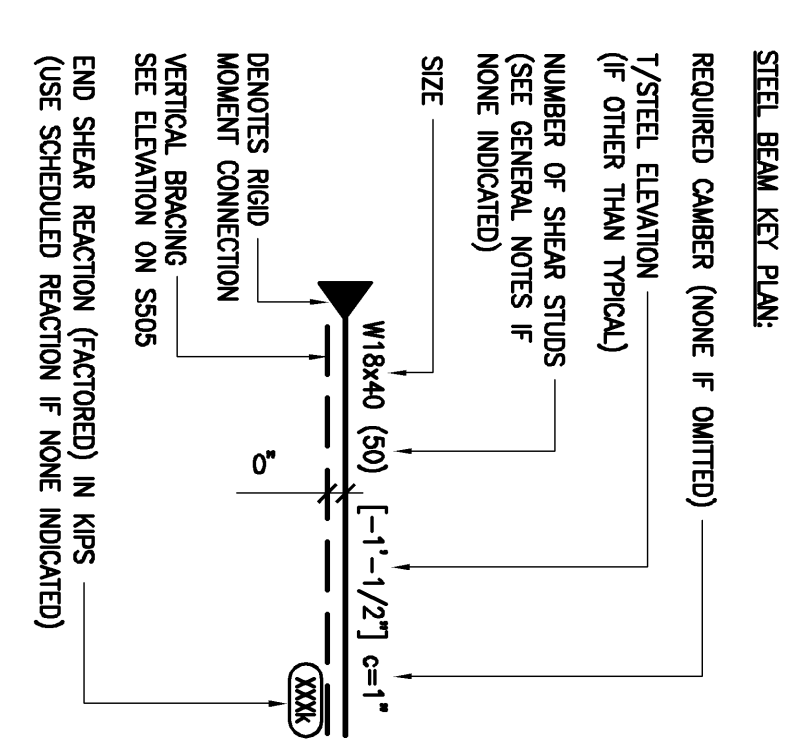 STEEL BEAM KEY PLAN:
REQUIRED CAMBER (NONE IF OMITTED)
T/STEEL ELEVATION
(IF OTHER THAN TYPICAL)
NUMBER OF SHEAR STUDS
(SEE GENERAL NOTES IF
NONE INDICATED)
SIZE
W18x40 (50) [-1'-1/2"] c=1"
0"
XXXk
DENOTES RIGID
MOMENT CONNECTION
VERTICAL BRACING
SEE ELEVATION ON S505
END SHEAR REACTION (FACTORED) IN KIPS
(USE SCHEDULED REACTION IF NONE INDICATED)